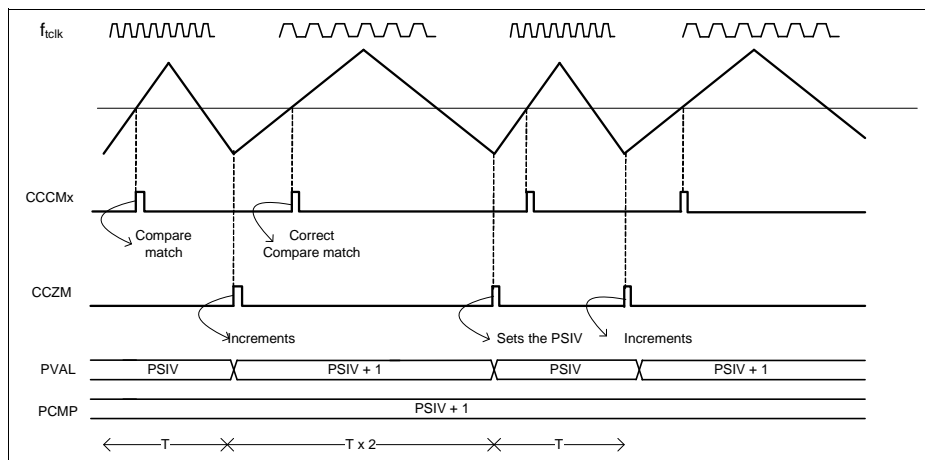 ftclk
CCCMx
Compare
match
Correct
Compare match
CCZM
Increments
Sets the PSIV
Increments
PVAL
PSIV
PSIV + 1
PSIV
PSIV + 1
PCMP
PSIV + 1
T
T x 2
T